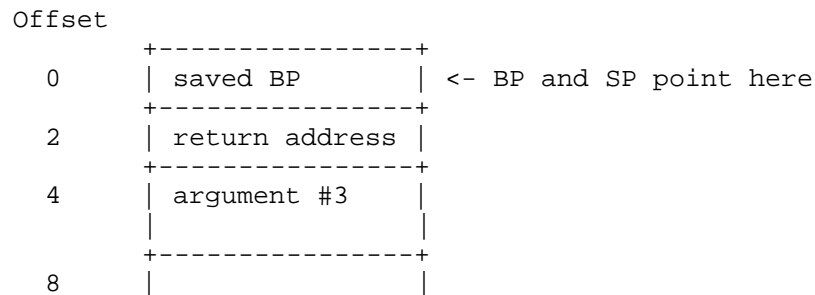 Offset
+----------------+
0 | saved BP | <- BP and SP point here
+----------------+
2 | return address |
+----------------+
4 | argument #3 |
| |
+----------------+
8 | |